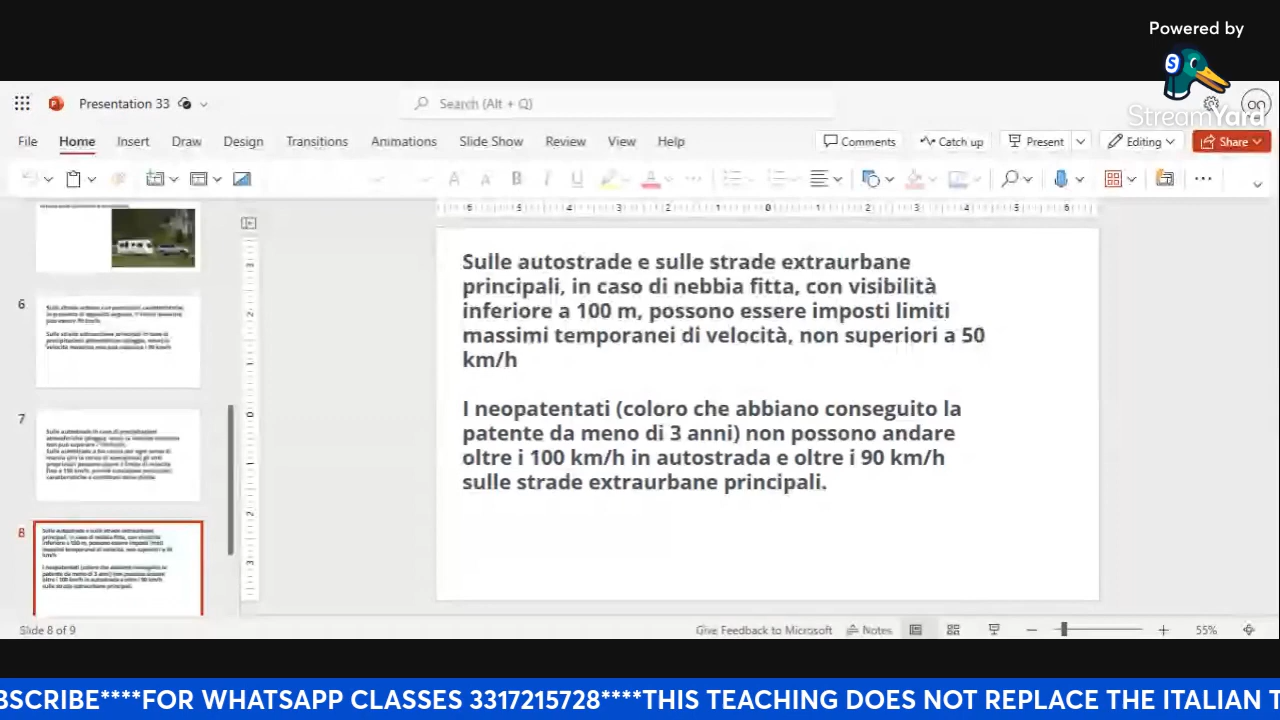 Powered by
StreamYard
Presentation 33
Search (Alt + Q)
on
File Home Insert Draw Design Transitions Animations Slide Show Review View Help
Comments Catch up Present Editing Share
6
7
8
Sulle autostrade e sulle strade extraurbane
principali, in caso di nebbia fitta, con visibilità
inferiore a 100 m, possono essere imposti limiti
massimi temporanei di velocità, non superiori a 50
km/h
I neopatentati (coloro che abbiano conseguito la
patente da meno di 3 anni) non possono andare
oltre i 100 km/h in autostrada e oltre i 90 km/h
sulle strade extraurbane principali.
Slide 8 of 9
Give Feedback to Microsoft Notes 55%
BSCRIBE****FOR WHATSAPP CLASSES 3317215728****THIS TEACHING DOES NOT REPLACE THE ITALIAN T